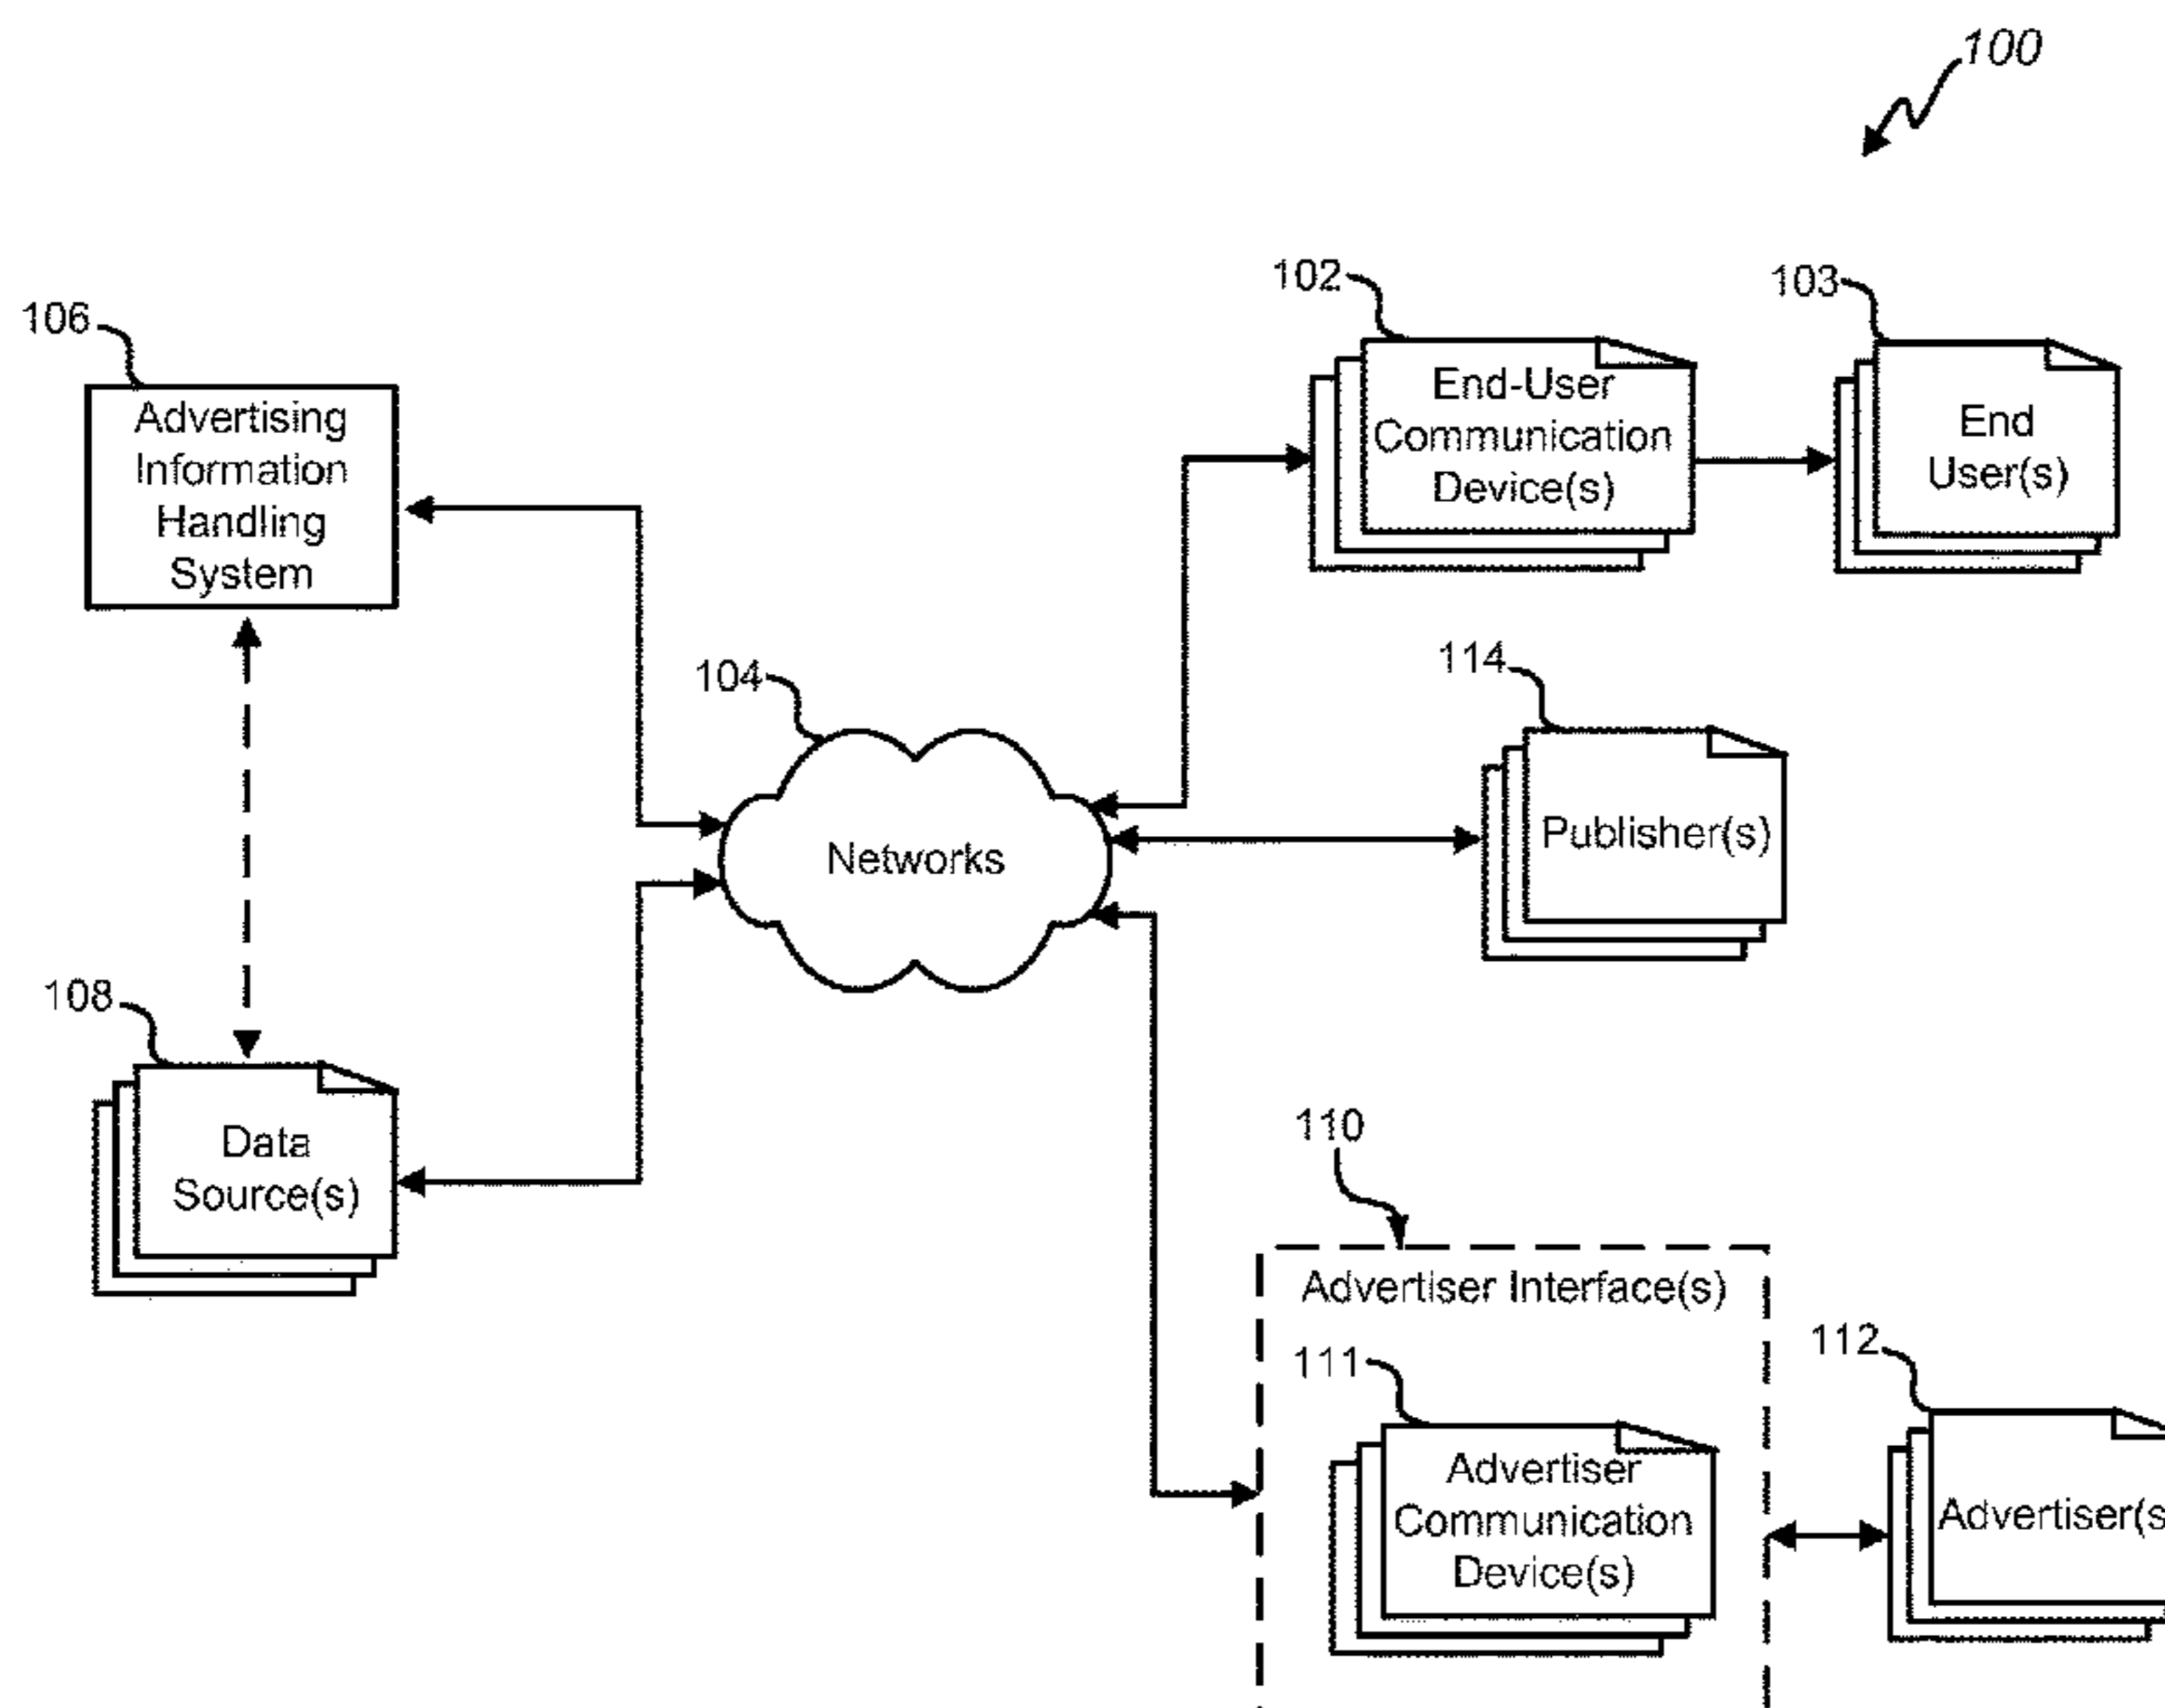 100
102
103
106
End-User
Communication
Device(s)
End
User(s)
Advertising
Information
Handling
System
114
104
Publisher(s)
Networks
108
Data
Source(s)
110
Advertiser Interface(s)
111
112
Advertiser
Communication
Device(s)
Advertiser(s